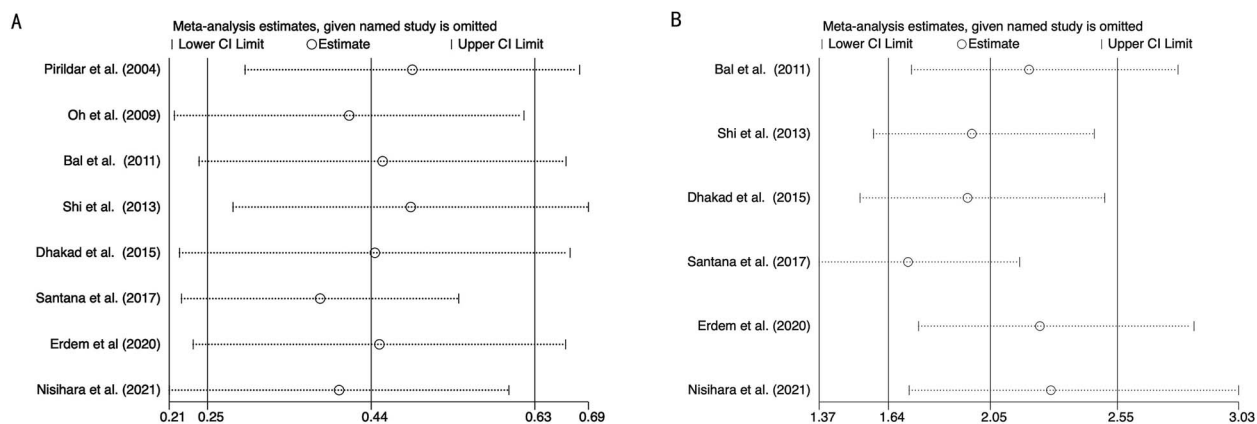 A
Meta-analysis estimates, given named study is omitted
Lower CI Limit Estimate Upper CI Limit
Pirildar et al. (2004)
Oh et al. (2009)
Bal et al. (2011)
Shi et al. (2013)
Dhakad et al. (2015)
Santana et al. (2017)
Erdem et al (2020)
Nisihara et al. (2021)
0.21 0.25 0.44 0.63 0.69
B
Meta-analysis estimates, given named study is omitted
Lower CI Limit Estimate Upper CI Limit
Bal et al. (2011)
Shi et al. (2013)
Dhakad et al. (2015)
Santana et al. (2017)
Erdem et al. (2020)
Nisihara et al. (2021)
1.37 1.64 2.05 2.55 3.03